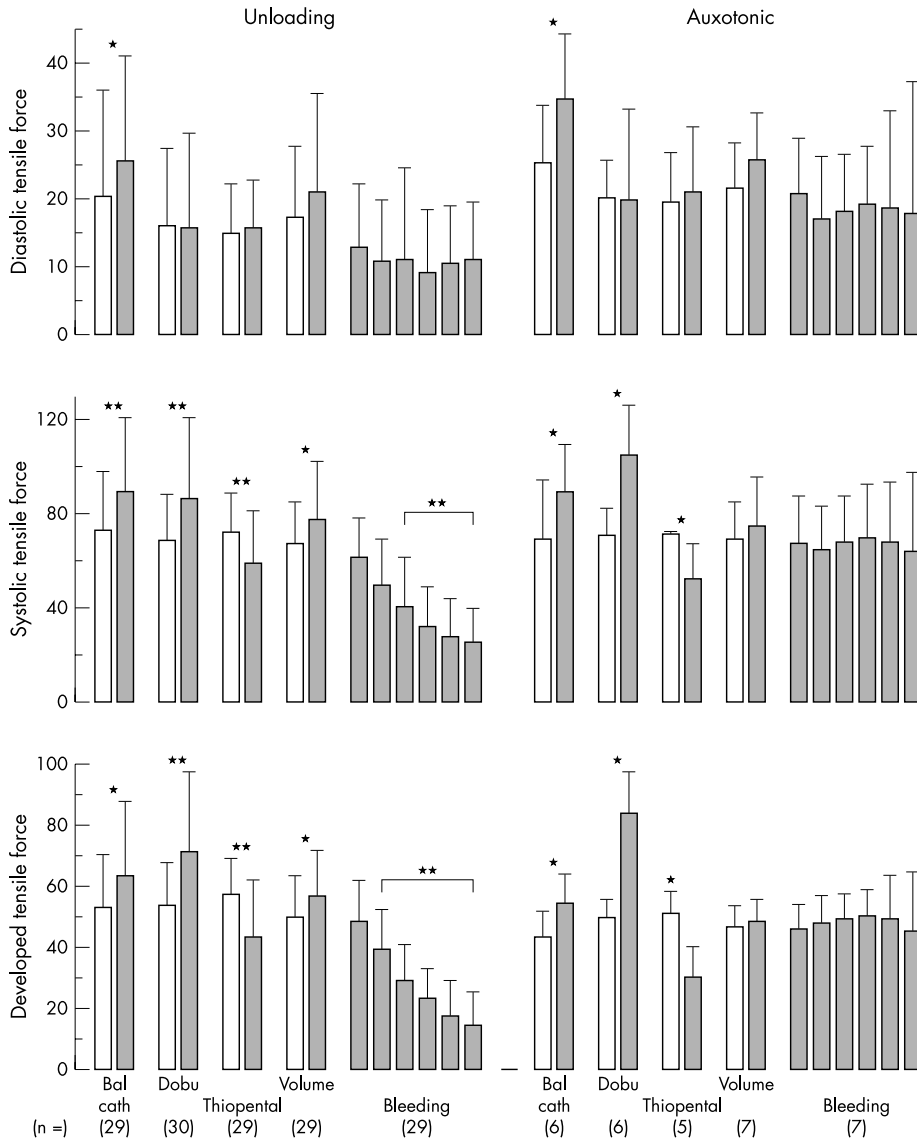 Unloading Auxotonic
Diastolic tensile force
40
30
20
10
0
★ ★
Systolic tensile force
120
80
40
0
★★ ★★ ★★ ★ ★★ ★ ★ ★
Developed tensile force
100
80
60
40
20
0
★ ★★ ★★ ★ ★★ ★ ★ ★
Bal Dobu Volume Bal Dobu Volume
cath Thiopental Bleeding cath Thiopental Bleeding
(n =) (29) (30) (29) (29) (29) (6) (6) (5) (7) (7)